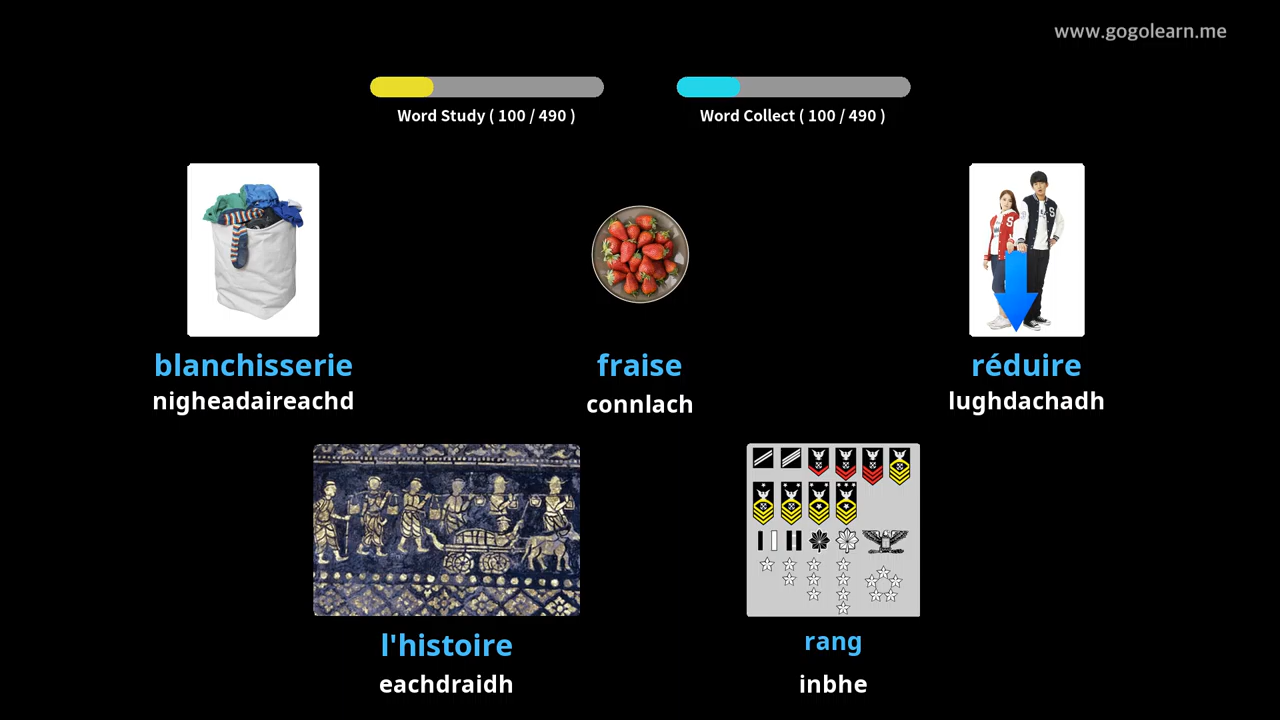 www.gogolearn.me
Word Study ( 100 / 490 )
Word Collect ( 100 / 490 )
blanchisserie
nigheadaireachd
fraise
connlach
réduire
lughdachadh
l'histoire
eachdraidh
rang
inbhe